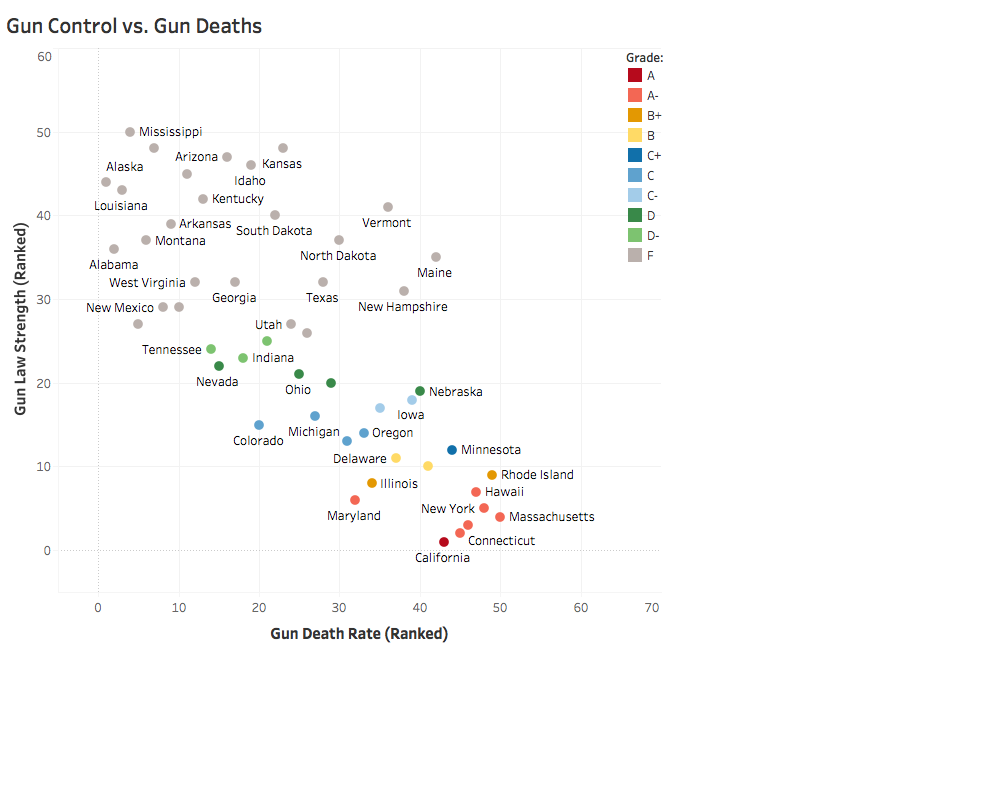 Gun Control vs. Gun Deaths
Grade:
A
A-
B+
B
C+
C
C-
D
D-
F
Gun Law Strength (Ranked)
60
50
40
30
20
10
0
Mississippi
Arizona
Kansas
Alaska
Idaho
Louisiana
Kentucky
Arkansas
Vermont
South Dakota
Montana
North Dakota
Alabama
Maine
West Virginia
Georgia
Texas
New Hampshire
New Mexico
Utah
Tennessee
Indiana
Nevada
Ohio
Nebraska
Iowa
Michigan
Oregon
Colorado
Minnesota
Delaware
Rhode Island
Illinois
Hawaii
Maryland
New York
Massachusetts
Connecticut
California
0
10
20
30
40
50
60
70
Gun Death Rate (Ranked)